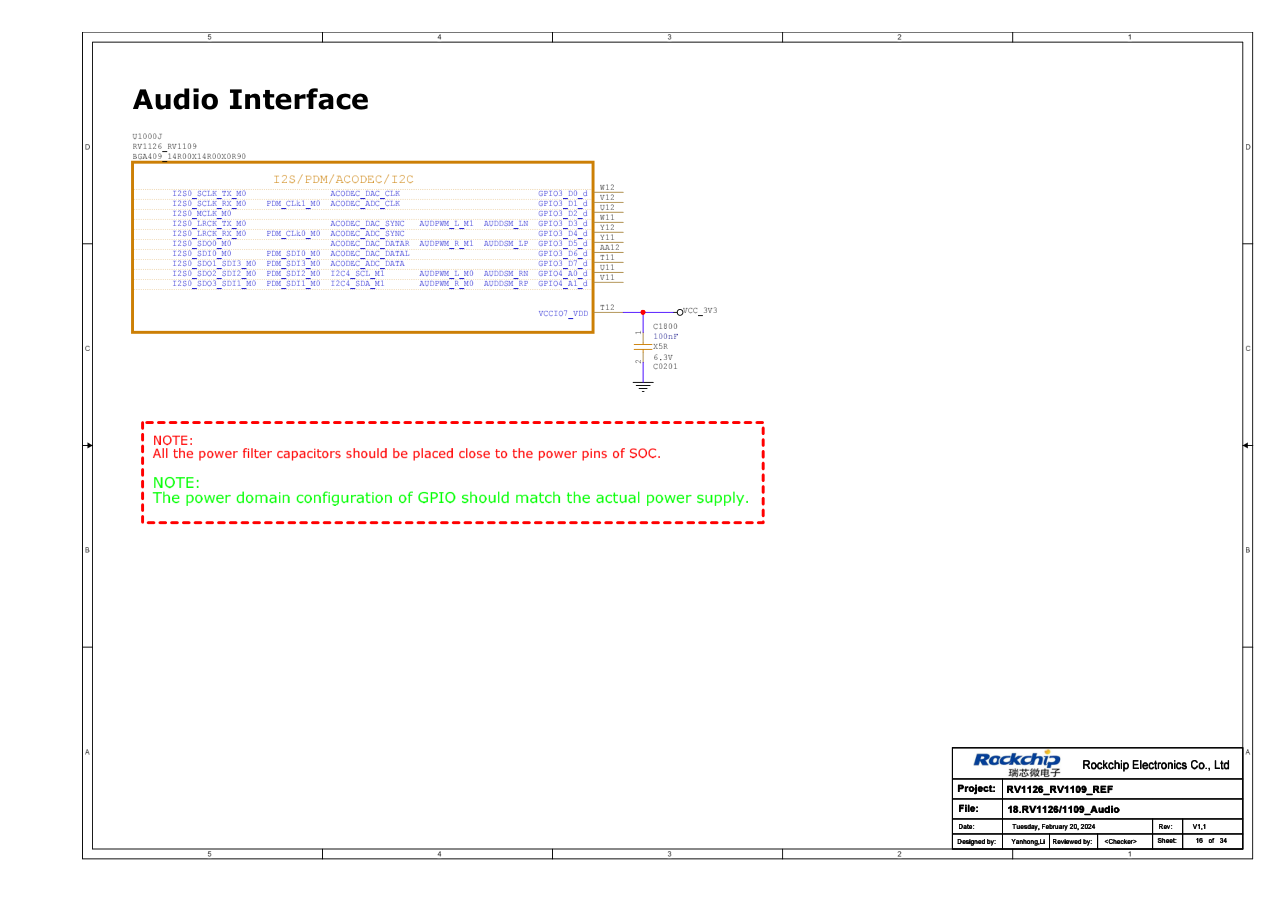 5 4 3 2 1
Audio Interface
U1000J
RV1126_RV1109
BGA409_14R00X14R00X0R90
I2S/PDM/ACODEC/I2C
I2S0_SCLK_TX_M0 ACODEC_DAC_CLK GPIO3_D0_d W12
I2S0_SCLK_RX_M0 PDM_CLk1_M0 ACODEC_ADC_CLK GPIO3_D1_d V12
I2S0_MCLK_M0 GPIO3_D2_d U12
I2S0_LRCK_TX_M0 ACODEC_DAC_SYNC AUDPWM_L_M1 AUDDSM_LN GPIO3_D3_d W11
I2S0_LRCK_RX_M0 PDM_CLk0_M0 ACODEC_ADC_SYNC GPIO3_D4_d Y12
I2S0_SDO0_M0 ACODEC_DAC_DATAR AUDPWM_R_M1 AUDDSM_LP GPIO3_D5_d Y11
I2S0_SDI0_M0 PDM_SDI0_M0 ACODEC_DAC_DATAL GPIO3_D6_d AA12
I2S0_SDO1_SDI3_M0 PDM_SDI3_M0 ACODEC_ADC_DATA GPIO3_D7_d T11
I2S0_SDO2_SDI2_M0 PDM_SDI2_M0 I2C4_SCL_M1 AUDPWM_L_M0 AUDDSM_RN GPIO4_A0_d U11
I2S0_SDO3_SDI1_M0 PDM_SDI1_M0 I2C4_SDA_M1 AUDPWM_R_M0 AUDDSM_RP GPIO4_A1_d V11
VCCIO7_VDD T12 VCC_3V3
1
2
C1800
100nF
X5R
6.3V
C0201
NOTE:
All the power filter capacitors should be placed close to the power pins of SOC.
NOTE:
The power domain configuration of GPIO should match the actual power supply.
D D
C C
B B
A A
Rockchip
瑞芯微电子
Rockchip Electronics Co., Ltd
Project: RV1126_RV1109_REF
File: 18.RV1126/1109_Audio
Date: Tuesday, February 20, 2024 Rev: V1.1
Designed by: Yanhong.Li Reviewed by: <Checker> Sheet: 16 of 34
5 4 3 2 1